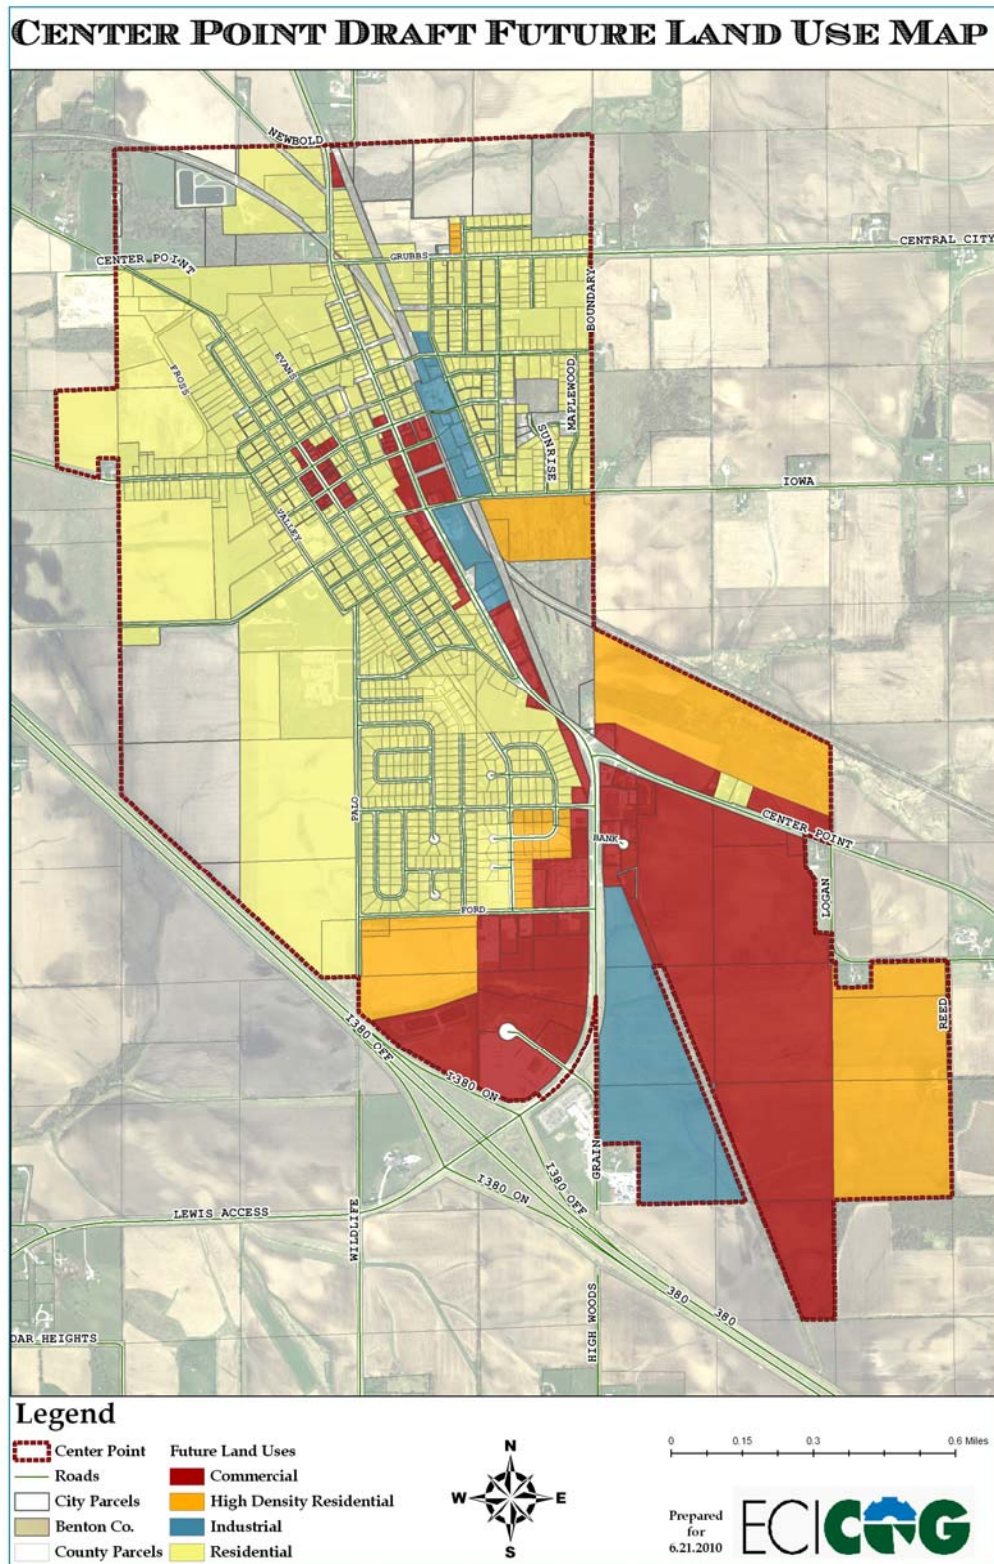 CENTER POINT DRAFT FUTURE LAND USE MAP
NEWBOLD
CENTER POINT
GRUBBS
CENTRAL CITY
BOUNDARY
FROSS
EVANS
MAPLEWOOD
SUNRISE
IOWA
VALLEY
PALO
BANK
CENTER POINT
LOGAN
FORD
REED
I380 OFF
I380 ON
GRAIN
I380 ON
I380 OFF
LEWIS ACCESS
WILDLIFE
HIGH WOODS
380
380
DAR HEIGHTS
Legend
Center Point
Roads
City Parcels
Benton Co.
County Parcels
Future Land Uses
Commercial
High Density Residential
Industrial
Residential
N
W E
S
0 0.15 0.3 0.6 Miles
Prepared
for
6.21.2010
ECICOG